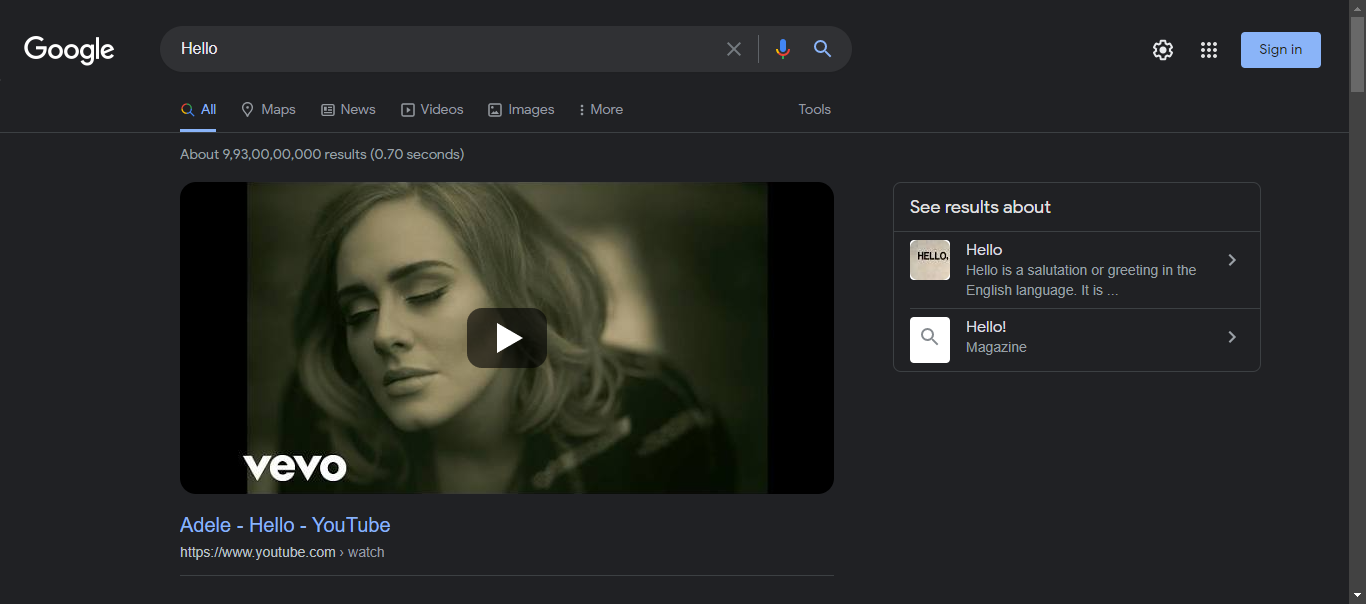 Google
Hello
Sign in
All Maps News Videos Images More Tools
About 9,93,00,00,000 results (0.70 seconds)
vevo
Adele - Hello - YouTube
https://www.youtube.com › watch
See results about
HELLO.
Hello
Hello is a salutation or greeting in the
English language. It is ...
Hello!
Magazine